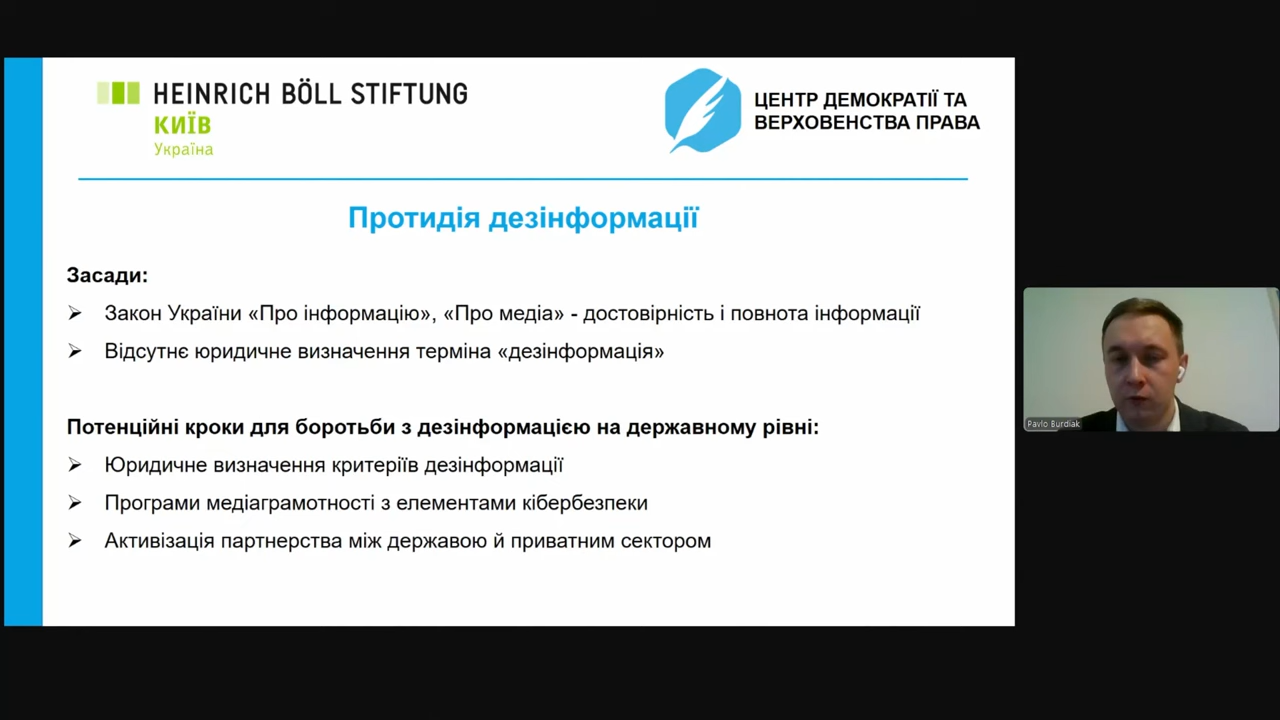 HEINRICH BÖLL STIFTUNG
КИЇВ
Україна
ЦЕНТР ДЕМОКРАТІЇ ТА
ВЕРХОВЕНСТВА ПРАВА
Протидія дезінформації
Засади:
Закон України «Про інформацію», «Про медіа» - достовірність і повнота інформації
Відсутнє юридичне визначення терміна «дезінформація»
Потенційні кроки для боротьби з дезінформацією на державному рівні:
Юридичне визначення критеріїв дезінформації
Програми медіаграмотності з елементами кібербезпеки
Активізація партнерства між державою й приватним сектором
Pavlo Burdiak